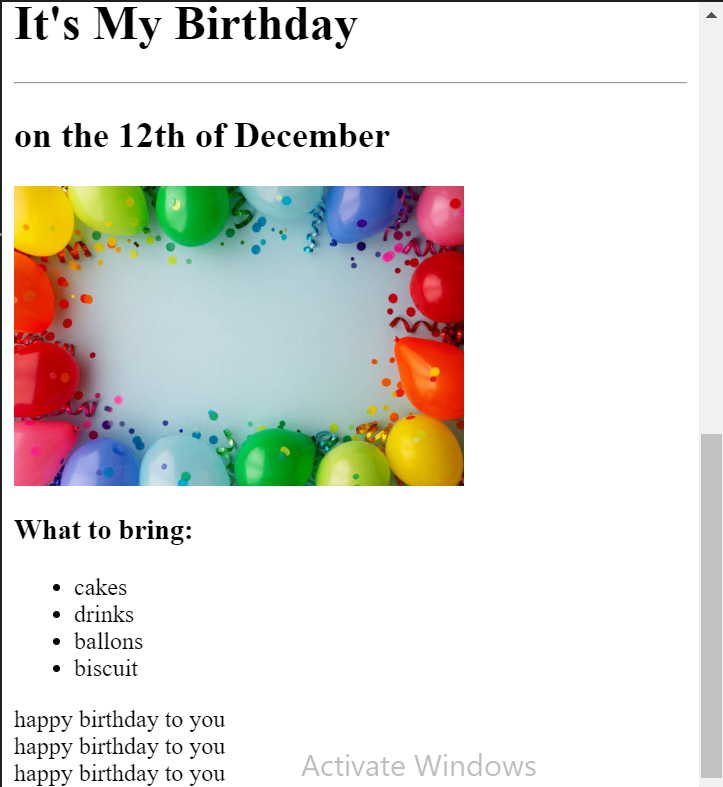 It's My Birthday
on the 12th of December
What to bring:
cakes
drinks
ballons
biscuit
happy birthday to you
happy birthday to you
happy birthday to you
Activate Windows